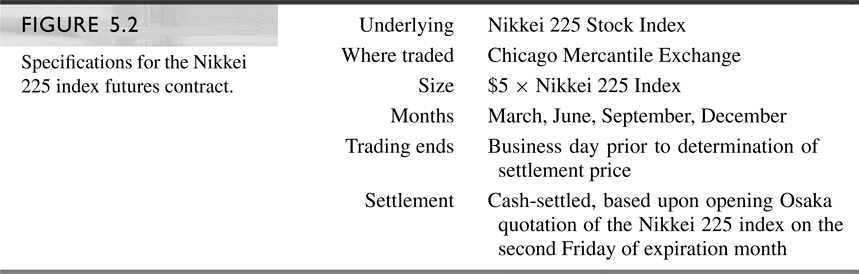 FIGURE 5.2
Specifications for the Nikkei
225 index futures contract.
Underlying Nikkei 225 Stock Index
Where traded Chicago Mercantile Exchange
Size $5 × Nikkei 225 Index
Months March, June, September, December
Trading ends Business day prior to determination of
settlement price
Settlement Cash-settled, based upon opening Osaka
quotation of the Nikkei 225 index on the
second Friday of expiration month